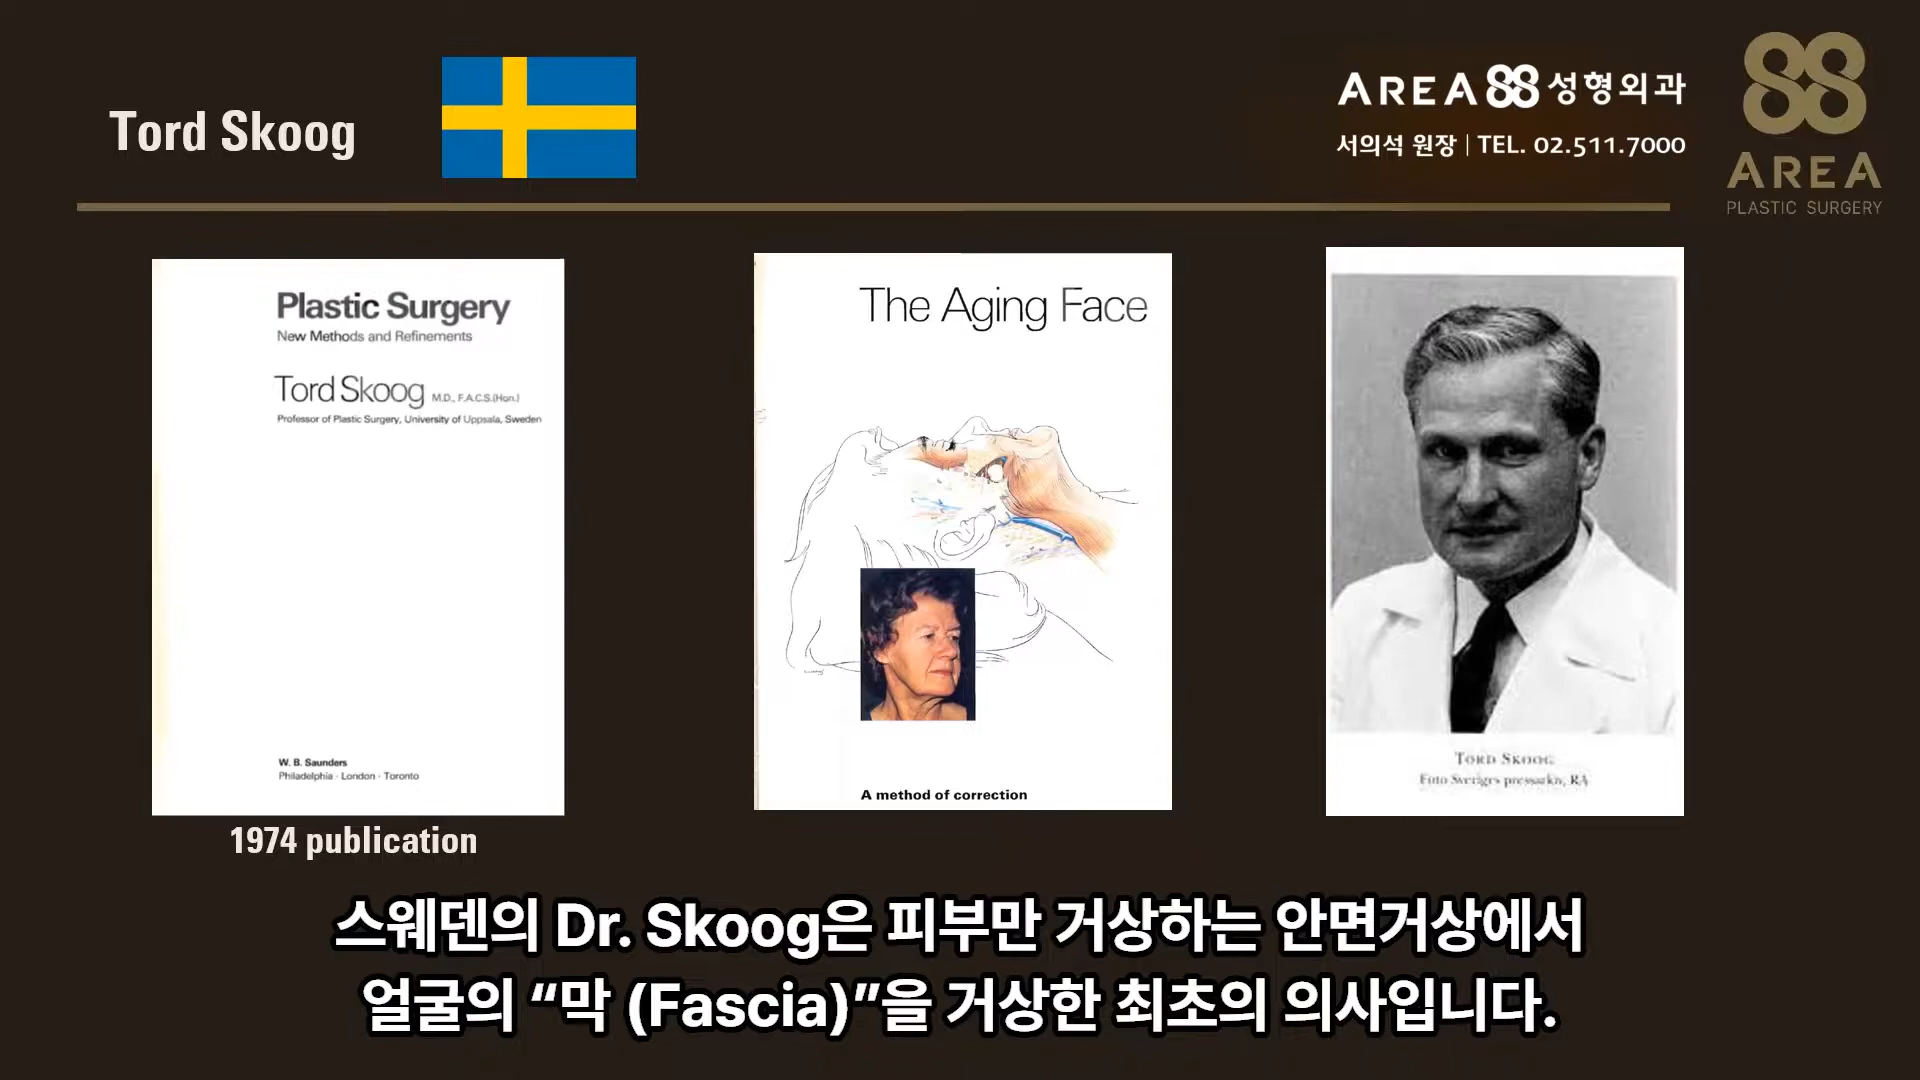 Tord Skoog
AREA 88 성형외과
서의석 원장 | TEL. 02.511.7000
88
AREA
PLASTIC SURGERY
Plastic Surgery
New Methods and Refinements
Tord Skoog M.D., F.A.C.S.(Hon.)
Professor of Plastic Surgery, University of Uppsala, Sweden
W. B. Saunders
Philadelphia · London · Toronto
1974 publication
The Aging Face
A method of correction
TORD SKOOG
Foto Sveriges pressarkiv, RA
스웨덴의 Dr. Skoog은 피부만 거상하는 안면거상에서
얼굴의 “막 (Fascia)”을 거상한 최초의 의사입니다.